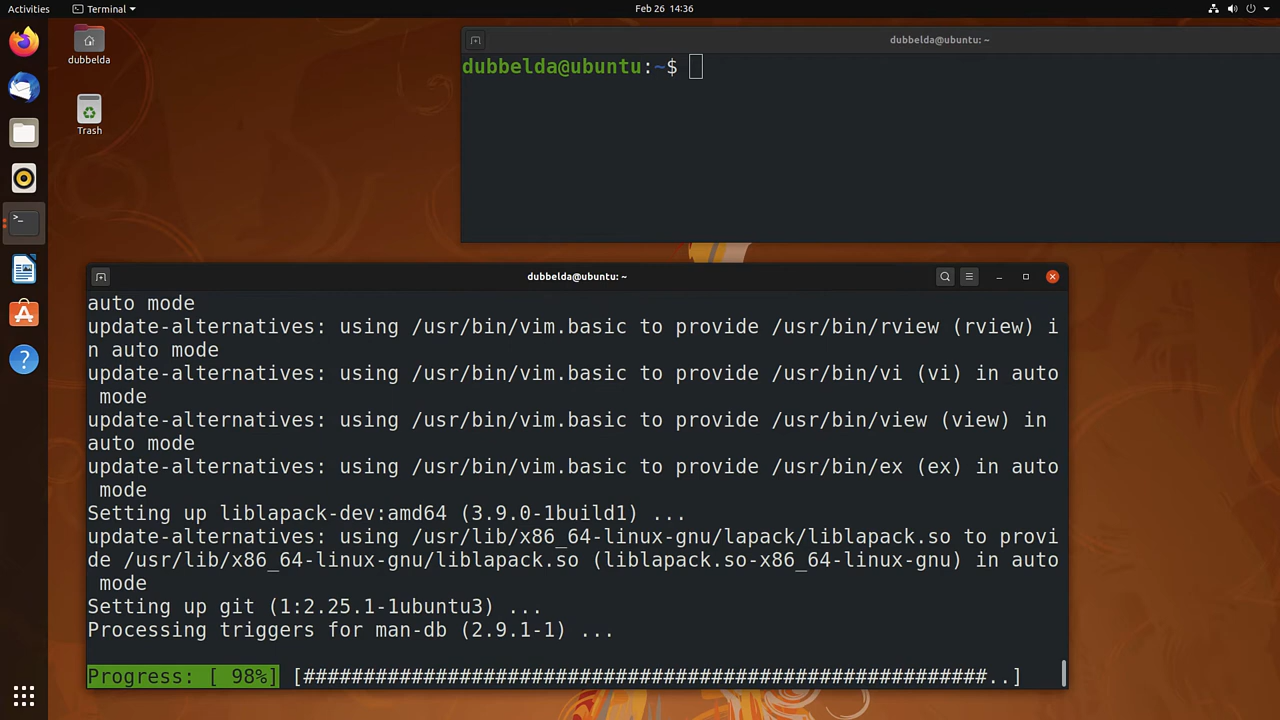 Activities
Terminal
Feb 26 14:36
dubbelda
Trash
dubbelda@ubuntu: ~
dubbelda@ubuntu:~$
dubbelda@ubuntu: ~
auto mode
update-alternatives: using /usr/bin/vim.basic to provide /usr/bin/rview (rview) i
n auto mode
update-alternatives: using /usr/bin/vim.basic to provide /usr/bin/vi (vi) in auto
 mode
update-alternatives: using /usr/bin/vim.basic to provide /usr/bin/view (view) in
auto mode
update-alternatives: using /usr/bin/vim.basic to provide /usr/bin/ex (ex) in auto
 mode
Setting up liblapack-dev:amd64 (3.9.0-1build1) ...
update-alternatives: using /usr/lib/x86_64-linux-gnu/lapack/liblapack.so to provi
de /usr/lib/x86_64-linux-gnu/liblapack.so (liblapack.so-x86_64-linux-gnu) in auto
 mode
Setting up git (1:2.25.1-1ubuntu3) ...
Processing triggers for man-db (2.9.1-1) ...
Progress: [ 98%] [#########################################################..]